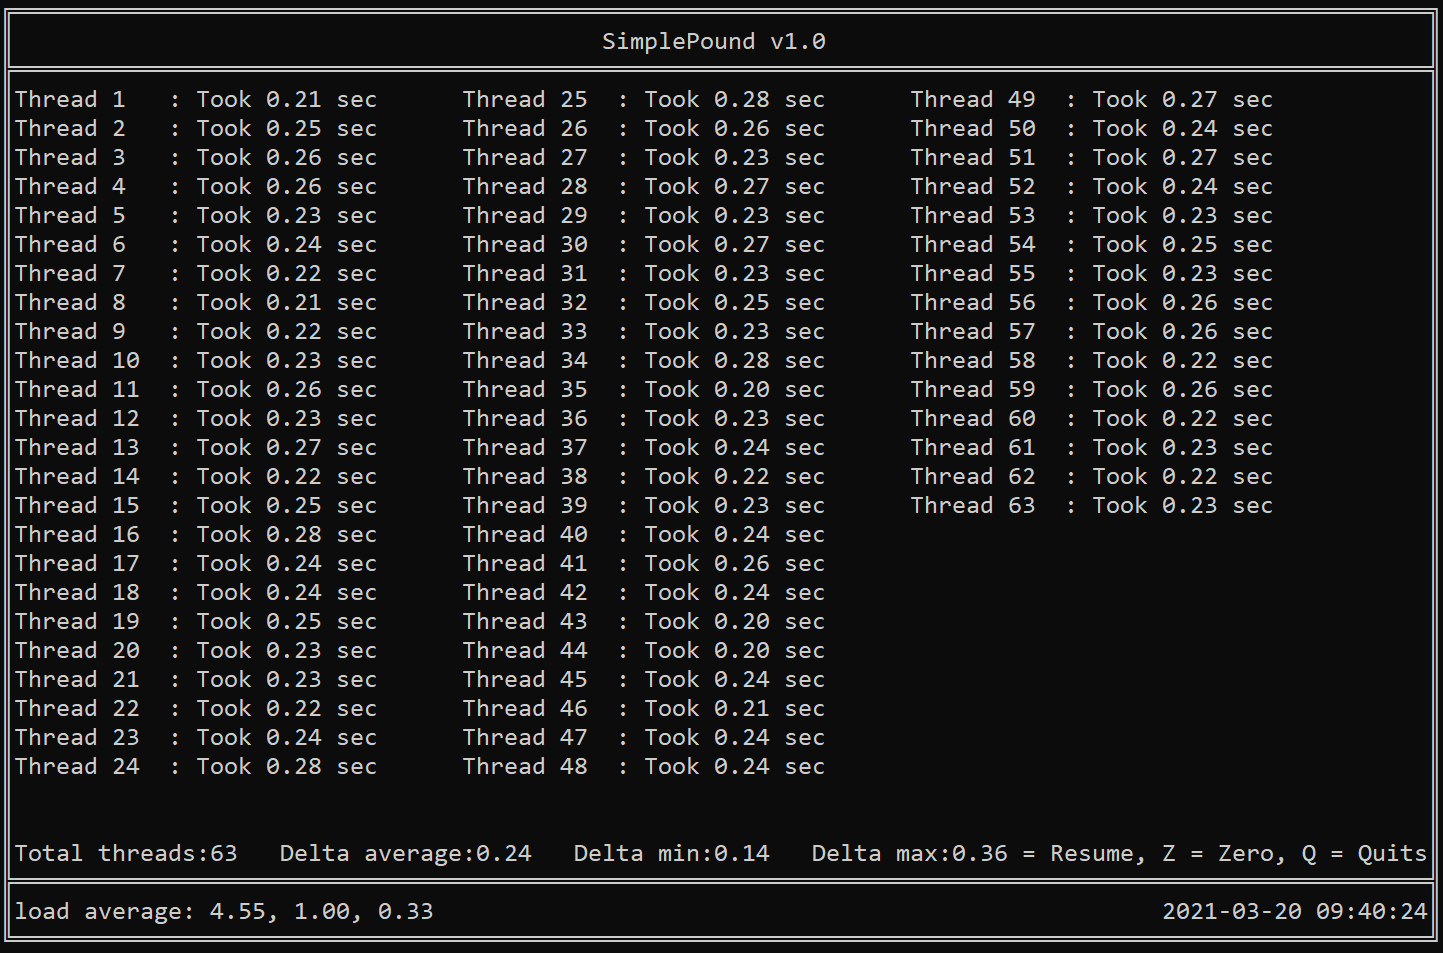 SimplePound v1.0
Thread 1 : Took 0.21 sec Thread 25 : Took 0.28 sec Thread 49 : Took 0.27 sec
Thread 2 : Took 0.25 sec Thread 26 : Took 0.26 sec Thread 50 : Took 0.24 sec
Thread 3 : Took 0.26 sec Thread 27 : Took 0.23 sec Thread 51 : Took 0.27 sec
Thread 4 : Took 0.26 sec Thread 28 : Took 0.27 sec Thread 52 : Took 0.24 sec
Thread 5 : Took 0.23 sec Thread 29 : Took 0.23 sec Thread 53 : Took 0.23 sec
Thread 6 : Took 0.24 sec Thread 30 : Took 0.27 sec Thread 54 : Took 0.25 sec
Thread 7 : Took 0.22 sec Thread 31 : Took 0.23 sec Thread 55 : Took 0.23 sec
Thread 8 : Took 0.21 sec Thread 32 : Took 0.25 sec Thread 56 : Took 0.26 sec
Thread 9 : Took 0.22 sec Thread 33 : Took 0.23 sec Thread 57 : Took 0.26 sec
Thread 10 : Took 0.23 sec Thread 34 : Took 0.28 sec Thread 58 : Took 0.22 sec
Thread 11 : Took 0.26 sec Thread 35 : Took 0.20 sec Thread 59 : Took 0.26 sec
Thread 12 : Took 0.23 sec Thread 36 : Took 0.23 sec Thread 60 : Took 0.22 sec
Thread 13 : Took 0.27 sec Thread 37 : Took 0.24 sec Thread 61 : Took 0.23 sec
Thread 14 : Took 0.22 sec Thread 38 : Took 0.22 sec Thread 62 : Took 0.22 sec
Thread 15 : Took 0.25 sec Thread 39 : Took 0.23 sec Thread 63 : Took 0.23 sec
Thread 16 : Took 0.28 sec Thread 40 : Took 0.24 sec
Thread 17 : Took 0.24 sec Thread 41 : Took 0.26 sec
Thread 18 : Took 0.24 sec Thread 42 : Took 0.24 sec
Thread 19 : Took 0.25 sec Thread 43 : Took 0.20 sec
Thread 20 : Took 0.23 sec Thread 44 : Took 0.20 sec
Thread 21 : Took 0.23 sec Thread 45 : Took 0.24 sec
Thread 22 : Took 0.22 sec Thread 46 : Took 0.21 sec
Thread 23 : Took 0.24 sec Thread 47 : Took 0.24 sec
Thread 24 : Took 0.28 sec Thread 48 : Took 0.24 sec
Total threads:63 Delta average:0.24 Delta min:0.14 Delta max:0.36 = Resume, Z = Zero, Q = Quits
load average: 4.55, 1.00, 0.33 2021-03-20 09:40:24